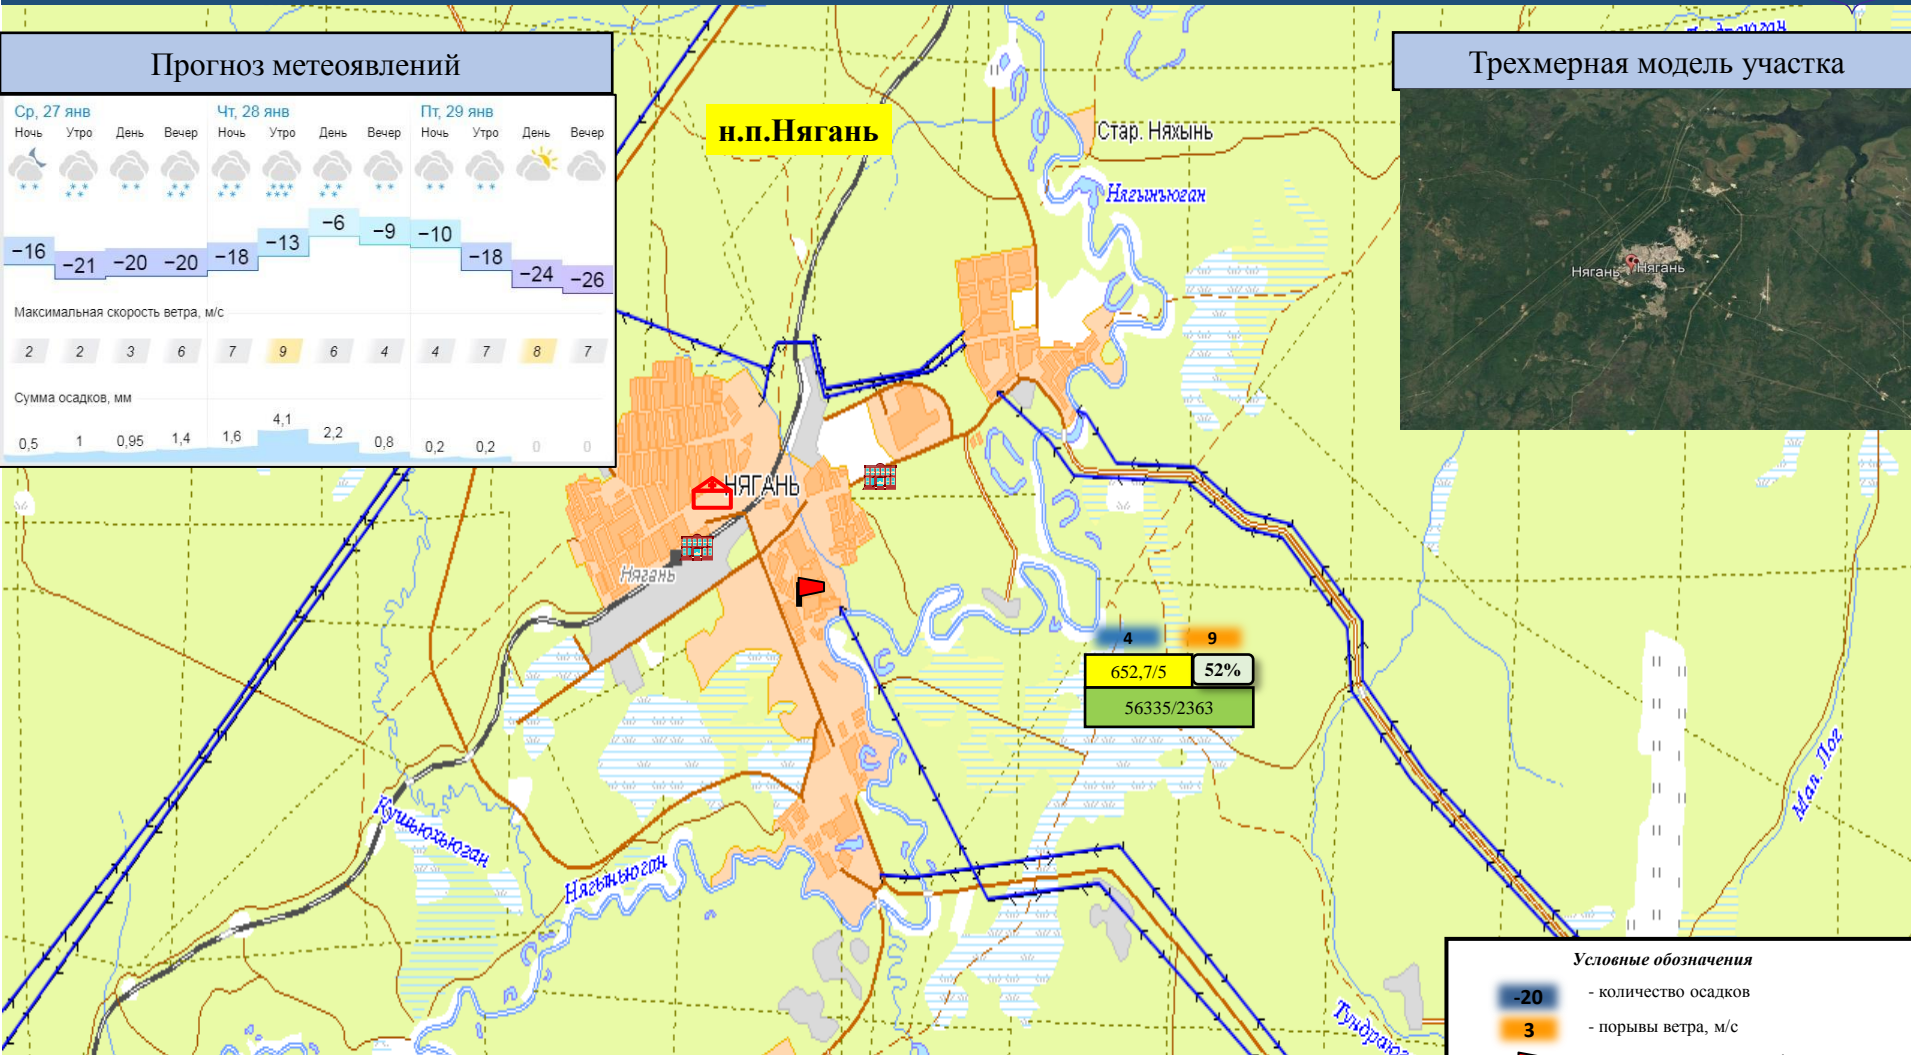 Прогноз метеоявлений
Ср, 27 янв Чт, 28 янв Пт, 29 янв
Ночь Утро День Вечер Ночь Утро День Вечер Ночь Утро День Вечер
−16 −21 −20 −20 −18 −13 −6 −9 −10 −18 −24 −26
Максимальная скорость ветра, м/с
2 2 3 6 7 9 6 4 4 7 8 7
Сумма осадков, мм
0,5 1 0,95 1,4 1,6 4,1 2,2 0,8 0,2 0,2 0 0
н.п.Нягань
Трехмерная модель участка
Нягань Нягань
Стар. Няхынь
Нягынъюган
НЯГАНЬ
Нягань
4 9
652,7/5 52%
56335/2363
Мал. Лог
Нягынъюган
Условные обозначения
-20 - количество осадков
3 - порывы ветра, м/с